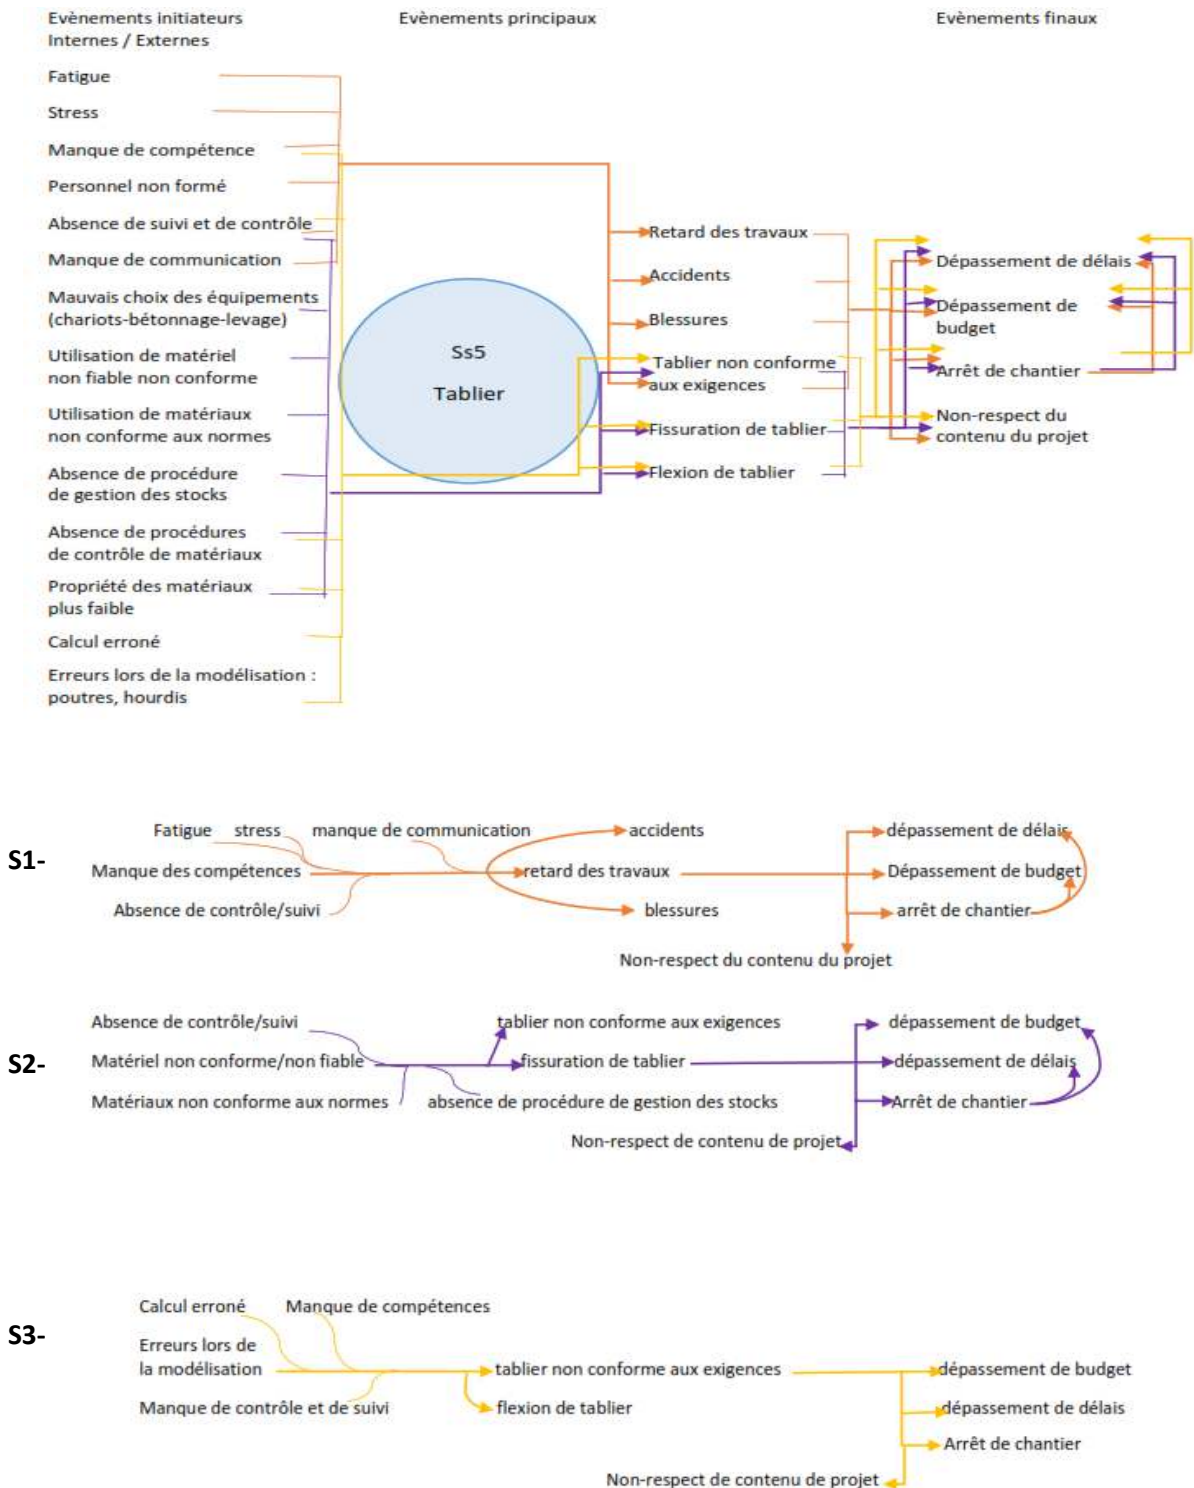 Evènements initiateurs
Internes / Externes
Evènements principaux
Evènements finaux
Fatigue
Stress
Manque de compétence
Personnel non formé
Absence de suivi et de contrôle
Manque de communication
Mauvais choix des équipements
(chariots-bétonnage-levage)
Utilisation de matériel
non fiable non conforme
Utilisation de matériaux
non conforme aux normes
Absence de procédure
de gestion des stocks
Absence de procédures
de contrôle de matériaux
Propriété des matériaux
plus faible
Calcul erroné
Erreurs lors de la modélisation :
poutres, hourdis
Ss5
Tablier
Retard des travaux
Accidents
Blessures
Tablier non conforme
aux exigences
Fissuration de tablier
Flexion de tablier
Dépassement de délais
Dépassement de
budget
Arrêt de chantier
Non-respect du
contenu du projet
S1-
Fatigue stress manque de communication
accidents
dépassement de délais
Manque des compétences
retard des travaux
Dépassement de budget
Absence de contrôle/suivi
blessures
arrêt de chantier
Non-respect du contenu du projet
S2-
Absence de contrôle/suivi
tablier non conforme aux exigences
dépassement de budget
Matériel non conforme/non fiable
fissuration de tablier
dépassement de délais
Matériaux non conforme aux normes
absence de procédure de gestion des stocks
Arrêt de chantier
Non-respect de contenu de projet
S3-
Calcul erroné
Manque de compétences
Erreurs lors de
la modélisation
tablier non conforme aux exigences
dépassement de budget
Manque de contrôle et de suivi
flexion de tablier
dépassement de délais
Arrêt de chantier
Non-respect de contenu de projet